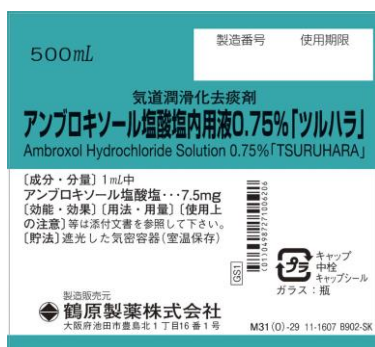 製造番号 使用期限
500mL
気道潤滑化去痰剤
アンブロキソール塩酸塩内用液0.75%「ツルハラ」
Ambroxol Hydrochloride Solution 0.75%「TSURUHARA」
〔成分・分量〕1mL中
アンブロキソール塩酸塩・・・7.5mg
〔効能・効果〕〔用法・用量〕〔使用上
の注意〕等は添付文書を参照して下さい。
〔貯法〕遮光した気密容器(室温保存)
GS1
(01)04987271006206
プラ
キャップ
中栓
キャップシール
ガラス:瓶
製造販売元
鶴原製薬株式会社
大阪府池田市豊島北1丁目16番1号
M31(0)-29 11-1607 8902-SK